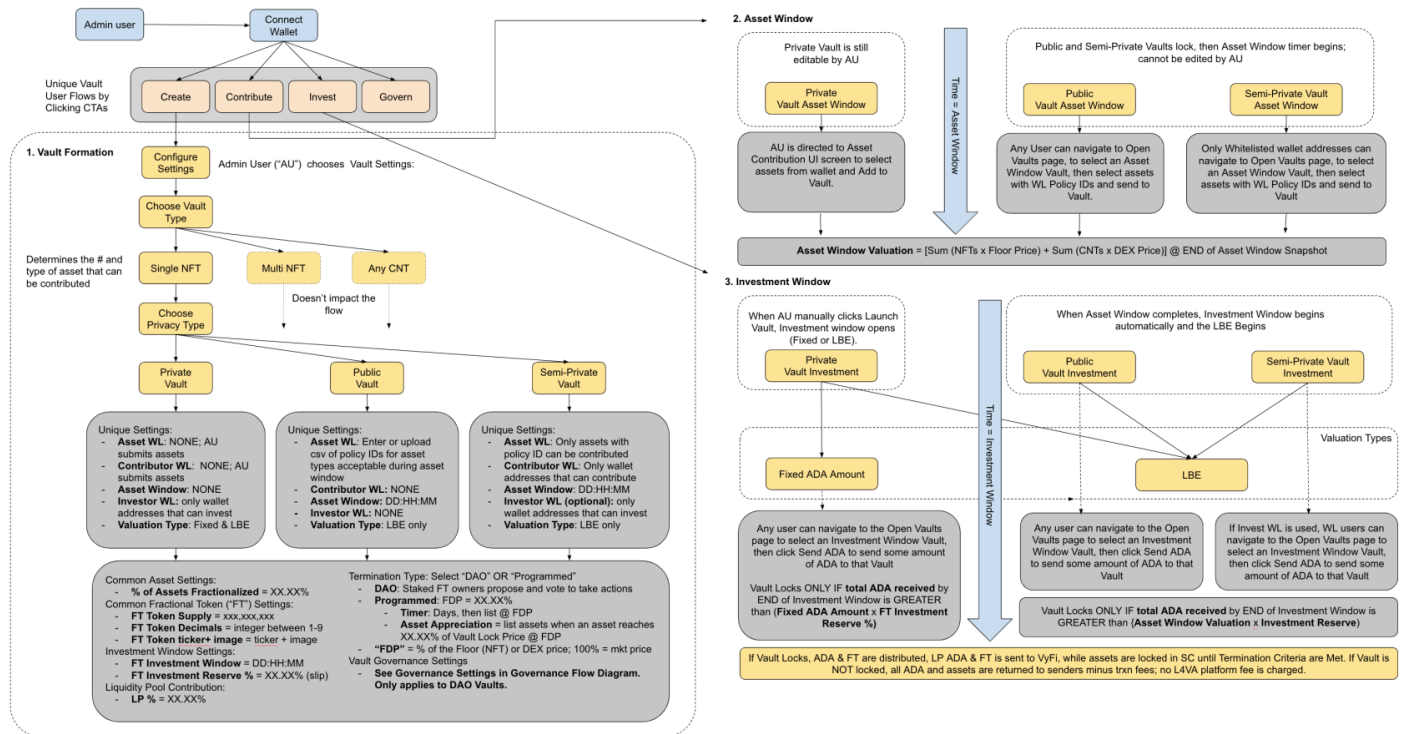 Admin user
Connect
Wallet
Unique Vault
User Flows by
Clicking CTAs
Create
Contribute
Invest
Govern
1. Vault Formation
Configure
Settings
Admin User (“AU”) chooses Vault Settings:
Choose Vault
Type
Determines the # and
type of asset that can
be contributed
Single NFT
Multi NFT
Any CNT
Doesn’t impact the
flow
Choose
Privacy Type
Private
Vault
Public
Vault
Semi-Private
Vault
Unique Settings:
- Asset WL: NONE; AU
submits assets
- Contributor WL: NONE; AU
submits assets
- Asset Window: NONE
- Investor WL: only wallet
addresses that can invest
- Valuation Type: Fixed & LBE
Unique Settings:
- Asset WL: Enter or upload
csv of policy IDs for asset
types acceptable during asset
window
- Contributor WL: NONE
- Asset Window: DD:HH:MM
- Investor WL: NONE
- Valuation Type: LBE only
Unique Settings:
- Asset WL: Only assets with
policy ID can be contributed
- Contributor WL: Only wallet
addresses that can contribute
- Asset Window: DD:HH:MM
- Investor WL (optional): only
wallet addresses that can invest
- Valuation Type: LBE only
Common Asset Settings:
- % of Assets Fractionalized = XX.XX%
Common Fractional Token (“FT”) Settings:
- FT Token Supply = xxx,xxx,xxx
- FT Token Decimals = integer between 1-9
- FT Token ticker+ image = ticker + image
Investment Window Settings:
- FT Investment Window = DD:HH:MM
- FT Investment Reserve % = XX.XX% (slip)
Liquidity Pool Contribution:
- LP % = XX.XX%
Termination Type: Select “DAO” OR “Programmed”
- DAO: Staked FT owners propose and vote to take actions
- Programmed: FDP = XX.XX%
- Timer: Days, then list @ FDP
- Asset Appreciation = list assets when an asset reaches
XX.XX% of Vault Lock Price @ FDP
- “FDP” = % of the Floor (NFT) or DEX price; 100% = mkt price
Vault Governance Settings
- See Governance Settings in Governance Flow Diagram.
Only applies to DAO Vaults.
2. Asset Window
Private Vault is still
editable by AU
Private
Vault Asset Window
Time = Asset Window
Public and Semi-Private Vaults lock, then Asset Window timer begins;
cannot be edited by AU
Public
Vault Asset Window
Semi-Private Vault
Asset Window
AU is directed to Asset
Contribution UI screen to select
assets from wallet and Add to
Vault.
Any User can navigate to Open
Vaults page, to select an Asset
Window Vault, then select assets
with WL Policy IDs and send to
Vault.
Only Whitelisted wallet addresses can
navigate to Open Vaults page, to select
an Asset Window Vault, then select
assets with WL Policy IDs and send to
Vault
Asset Window Valuation = [Sum (NFTs x Floor Price) + Sum (CNTs x DEX Price)] @ END of Asset Window Snapshot
3. Investment Window
When AU manually clicks Launch
Vault, Investment window opens
(Fixed or LBE).
Private
Vault Investment
Time = Investment Window
When Asset Window completes, Investment Window begins
automatically and the LBE Begins
Public
Vault Investment
Semi-Private Vault
Investment
Valuation Types
Fixed ADA Amount
LBE
Any user can navigate to the Open Vaults
page to select an Investment Window Vault,
then click Send ADA to send some amount
of ADA to that Vault
Vault Locks ONLY IF total ADA received by
END of Investment Window is GREATER
than (Fixed ADA Amount x FT Investment
Reserve %)
Any user can navigate to the Open
Vaults page to select an Investment
Window Vault, then click Send ADA
to send some amount of ADA to that
Vault
If Invest WL is used, WL users can
navigate to the Open Vaults page to
select an Investment Window Vault,
then click Send ADA to send some
amount of ADA to that Vault
Vault Locks ONLY IF total ADA received by END of Investment Window is
GREATER than {Asset Window Valuation x Investment Reserve)
If Vault Locks, ADA & FT are distributed, LP ADA & FT is sent to VyFi, while assets are locked in SC until Termination Criteria are Met. If Vault is
NOT locked, all ADA and assets are returned to senders minus trxn fees; no L4VA platform fee is charged.